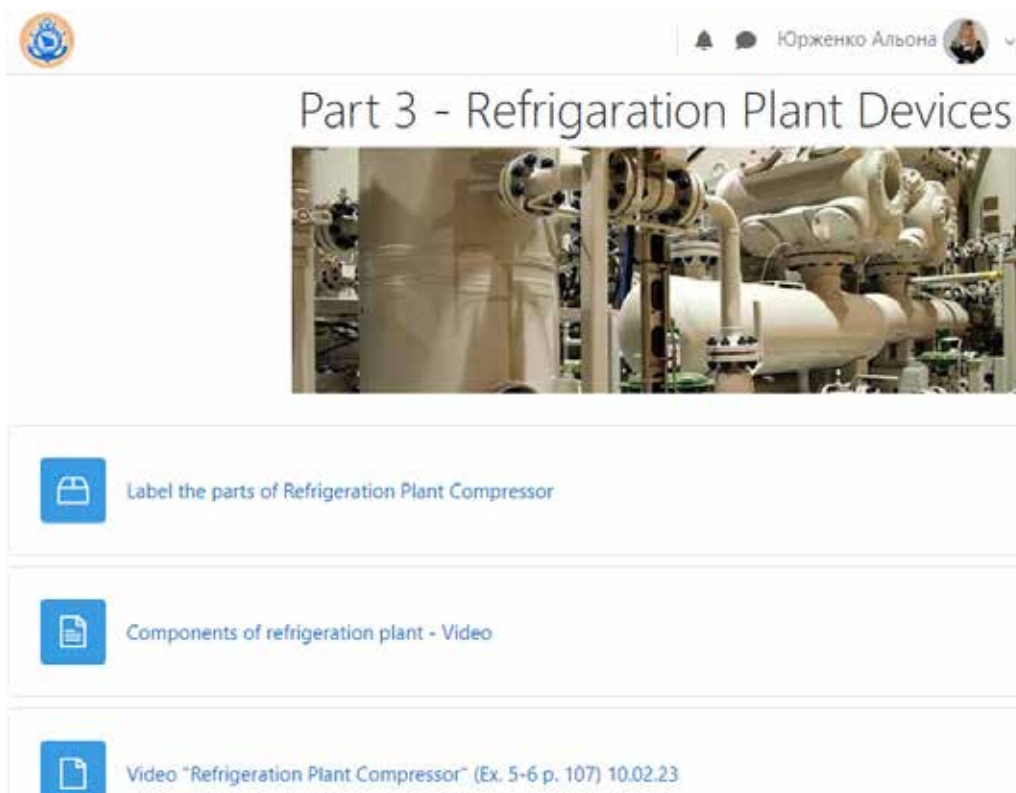 Юрженко Альона
Part 3 - Refrigaration Plant Devices
Label the parts of Refrigeration Plant Compressor
Components of refrigeration plant - Video
Video "Refrigeration Plant Compressor" (Ex. 5-6 p. 107) 10.02.23